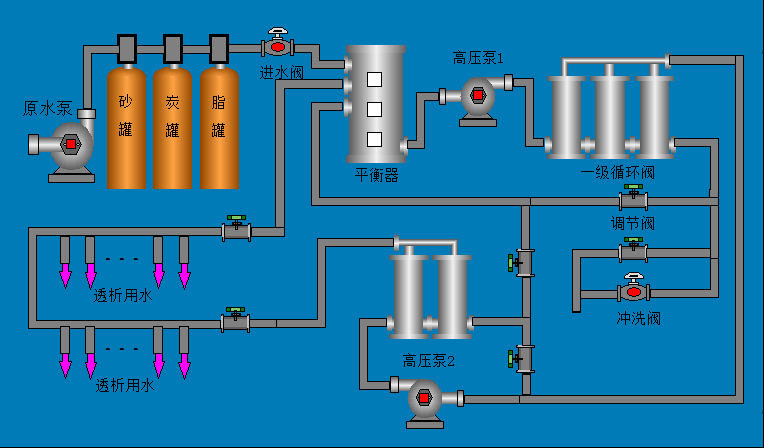 高压泵1
进水阀
原水泵
砂罐
炭罐
脂罐
平衡器
一级循环阀
调节阀
透析用水
冲洗阀
高压泵2
透析用水